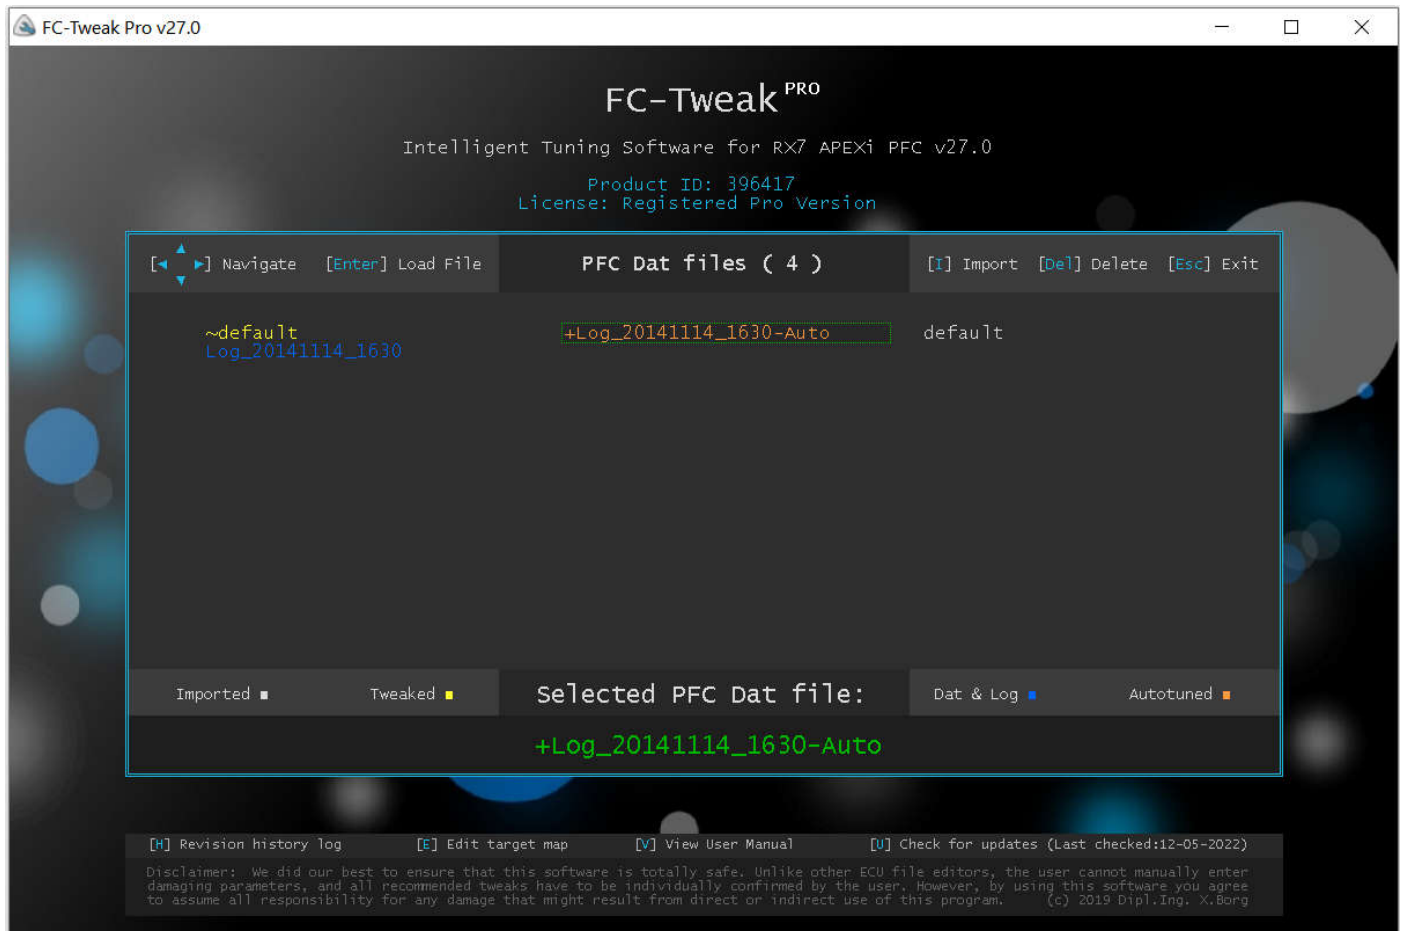 FC-Tweak Pro v27.0
FC-Tweak PRO
Intelligent Tuning Software for RX7 APEXi PFC v27.0
Product ID: 396417
License: Registered Pro Version
[◄ ▲ ▼ ►] Navigate [Enter] Load File PFC Dat files ( 4 ) [I] Import [Del] Delete [Esc] Exit
~default +Log_20141114_1630-Auto default
Log_20141114_1630
Imported Tweaked Selected PFC Dat file: Dat & Log Autotuned
+Log_20141114_1630-Auto
[H] Revision history log [E] Edit target map [V] View User Manual [U] Check for updates (Last checked:12-05-2022)
Disclaimer: We did our best to ensure that this software is totally safe. Unlike other ECU file editors, the user cannot manually enter
damaging parameters, and all recommended tweaks have to be individually confirmed by the user. However, by using this software you agree
to assume all responsibility for any damage that might result from direct or indirect use of this program. (c) 2019 Dipl.Ing. X.Borg